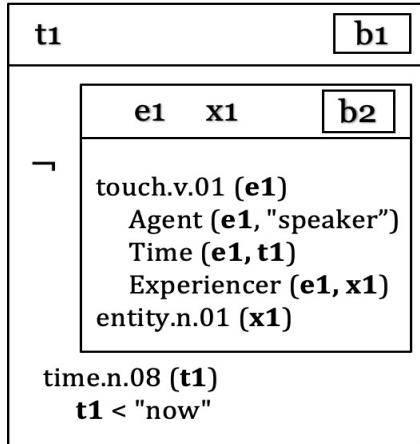 t1 b1
e1 x1 b2
¬
touch.v.01 (e1)
Agent (e1, "speaker”)
Time (e1, t1)
Experiencer (e1, x1)
entity.n.01 (x1)
time.n.08 (t1)
t1 < "now"